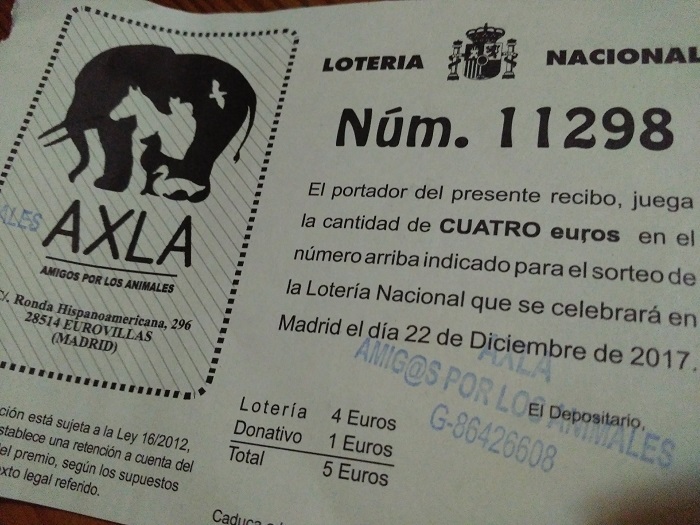 LOTERIA NACIONAL
Núm. 11298
El portador del presente recibo, juega
la cantidad de CUATRO euros en el
número arriba indicado para el sorteo de
la Lotería Nacional que se celebrará en
Madrid el día 22 de Diciembre de 2017.
ALES
AXLA
AMIGOS POR LOS ANIMALES
C/. Ronda Hispanoamericana, 296
28514 EUROVILLAS
(MADRID)
AXLA
AMIG@S POR LOS ANIMALES
G-86426608
El Depositario,
Lotería 4 Euros
Donativo 1 Euros
Total 5 Euros
ción está sujeta a la Ley 16/2012,
stablece una retención a cuenta del
del premio, según los supuestos
exto legal referido.
Caduca a